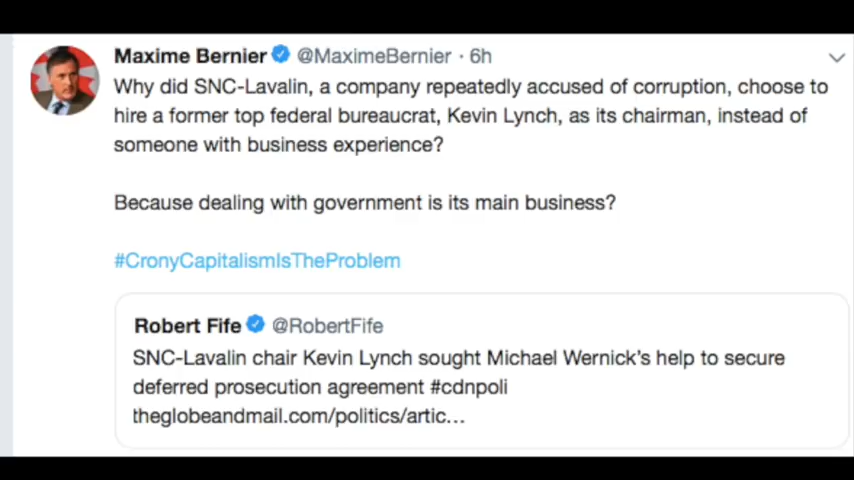 Maxime Bernier @MaximeBernier · 6h
Why did SNC-Lavalin, a company repeatedly accused of corruption, choose to
hire a former top federal bureaucrat, Kevin Lynch, as its chairman, instead of
someone with business experience?
Because dealing with government is its main business?
#CronyCapitalismIsTheProblem
Robert Fife @RobertFife
SNC-Lavalin chair Kevin Lynch sought Michael Wernick's help to secure
deferred prosecution agreement #cdnpoli
theglobeandmail.com/politics/artic...